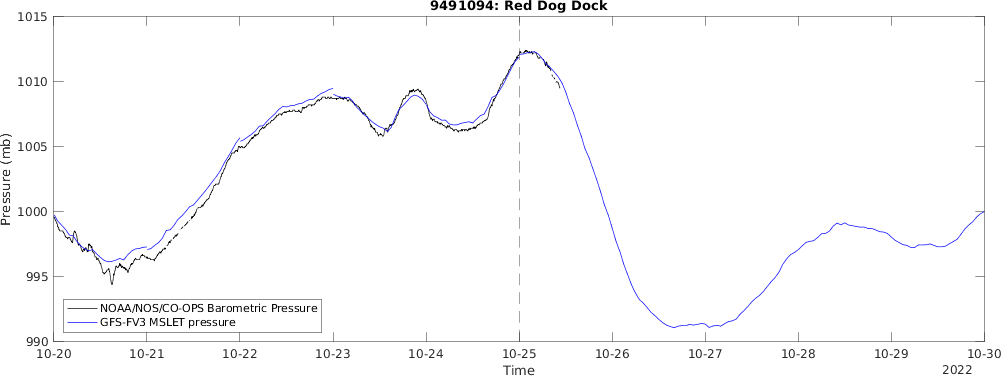 9491094: Red Dog Dock
Pressure (mb)
1015
1010
1005
1000
995
990
NOAA/NOS/CO-OPS Barometric Pressure
GFS-FV3 MSLET pressure
10-20 10-21 10-22 10-23 10-24 10-25 10-26 10-27 10-28 10-29 10-30
Time
2022